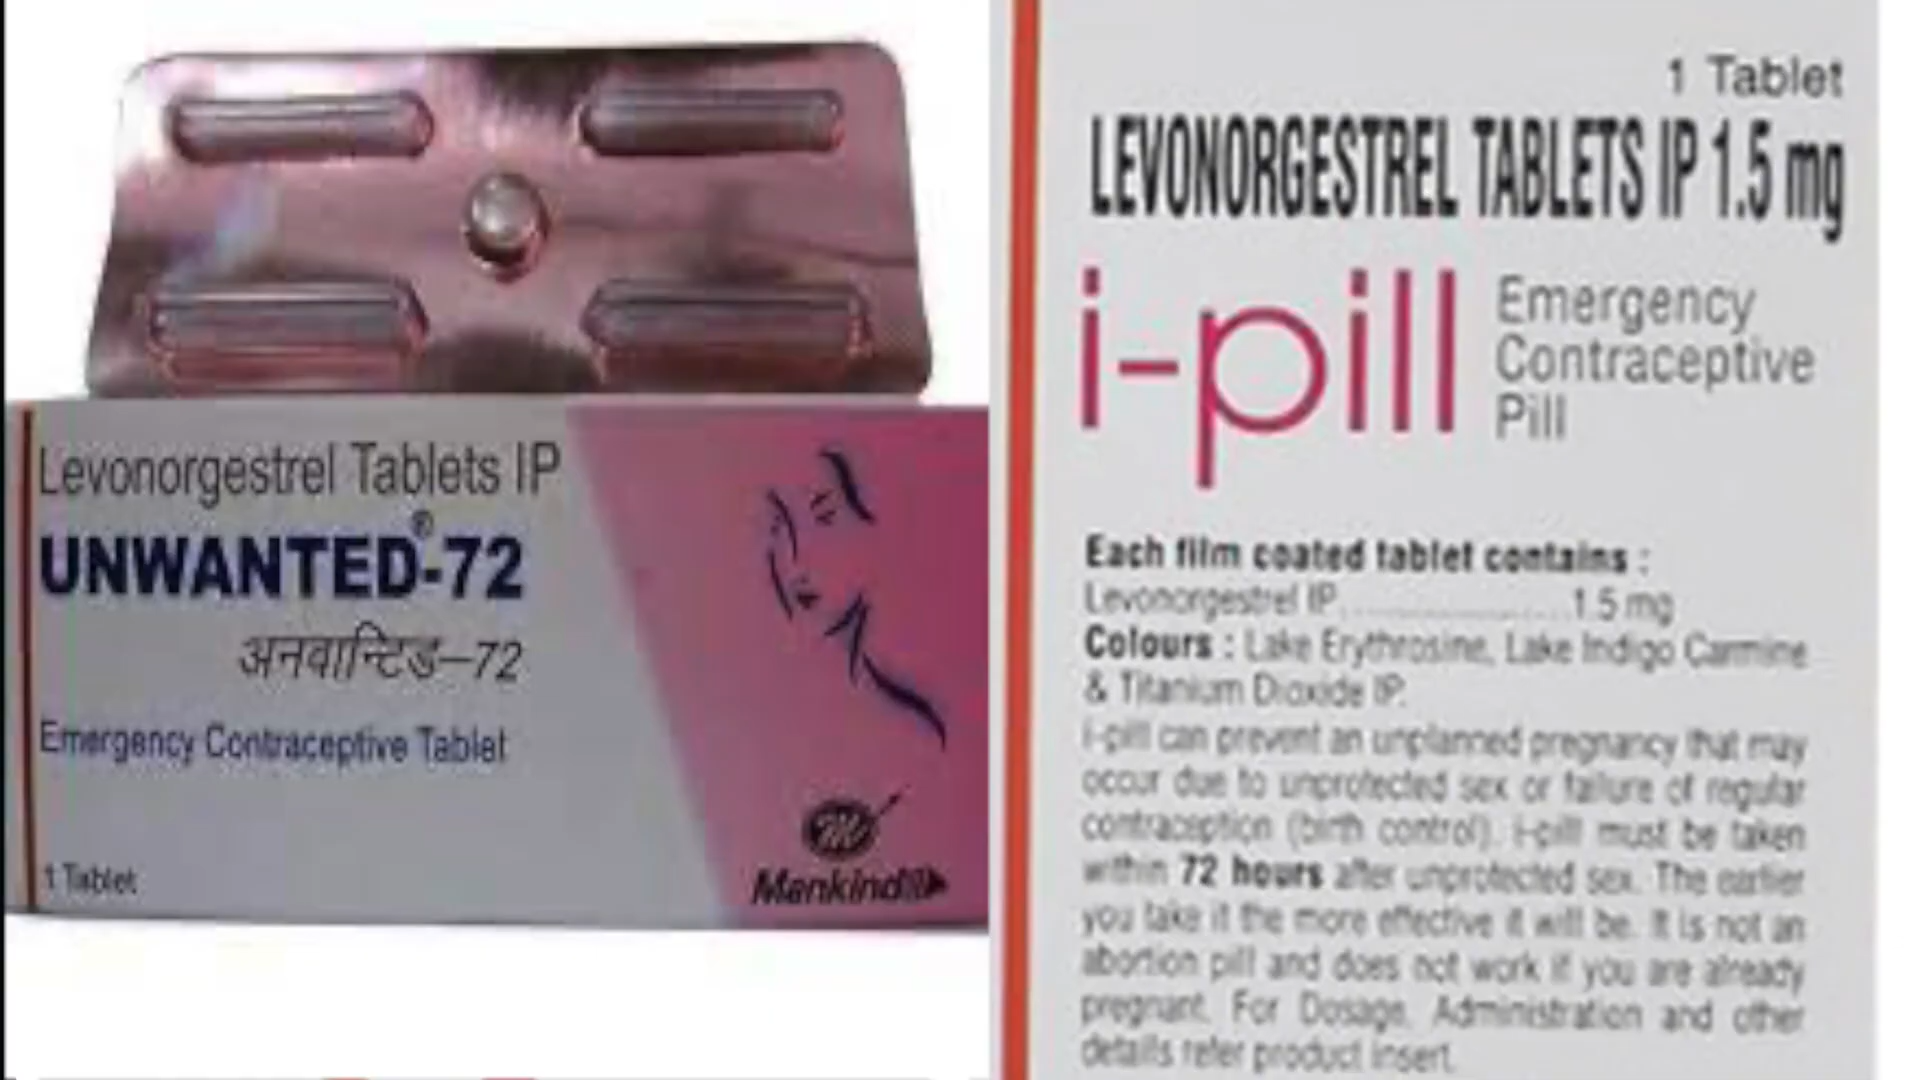 Levonorgestrel Tablets IP
UNWANTED®-72
अनवान्टिड–72
Emergency Contraceptive Tablet
1 Tablet
Mankind
1 Tablet
LEVONORGESTREL TABLETS IP 1.5 mg
i-pill
Emergency
Contraceptive
Pill
Each film coated tablet contains :
Levonorgestrel IP..............................1.5 mg
Colours : Lake Erythrosine, Lake Indigo Carmine
& Titanium Dioxide IP.
i-pill can prevent an unplanned pregnancy that may
occur due to unprotected sex or failure of regular
contraception (birth control). i-pill must be taken
within 72 hours after unprotected sex. The earlier
you take it the more effective it will be. It is not an
abortion pill and does not work if you are already
pregnant. For Dosage, Administration and other
details refer product insert.